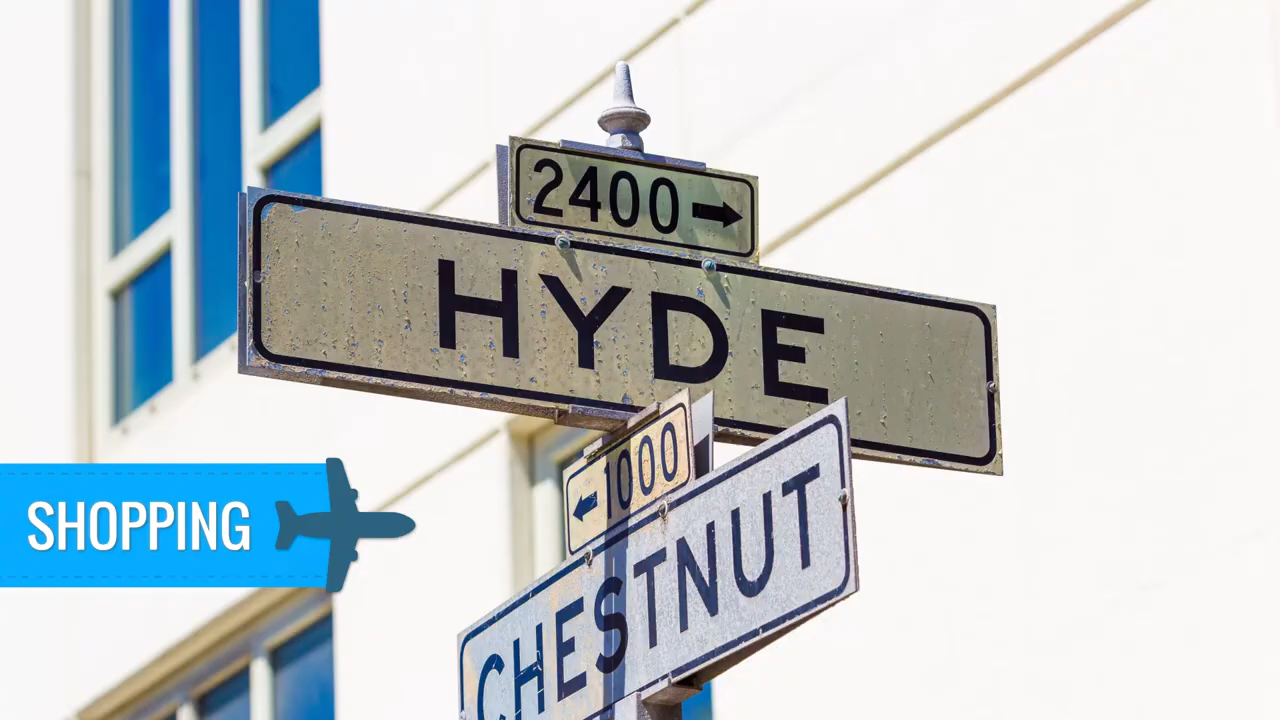 2400 →
HYDE
← 1000
CHESTNUT
SHOPPING